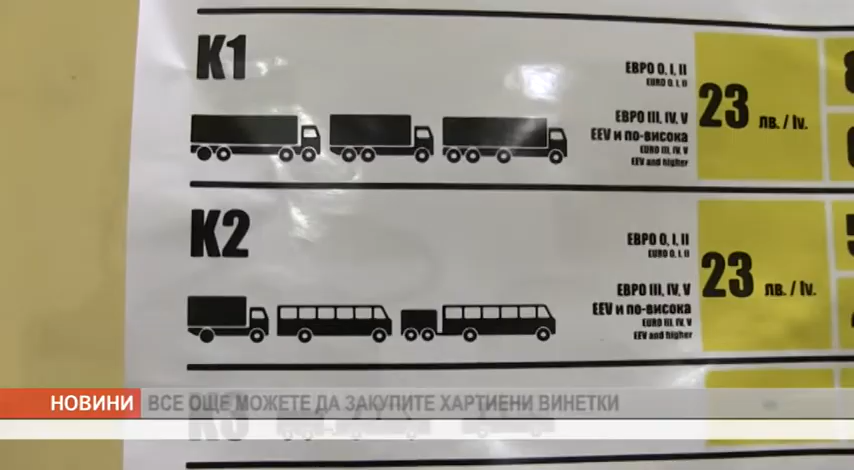 K1
ЕВРО 0, I, II
EURO 0, I, II
ЕВРО III, IV, V
EEV и по-висока
EURO III, IV, V
EEV and higher
23 лв. / lv.
K2
ЕВРО 0, I, II
EURO 0, I, II
ЕВРО III, IV, V
EEV и по-висока
EURO III, IV, V
EEV and higher
23 лв. / lv.
НОВИНИ ВСЕ ОЩЕ МОЖЕТЕ ДА ЗАКУПИТЕ ХАРТИЕНИ ВИНЕТКИ
K3